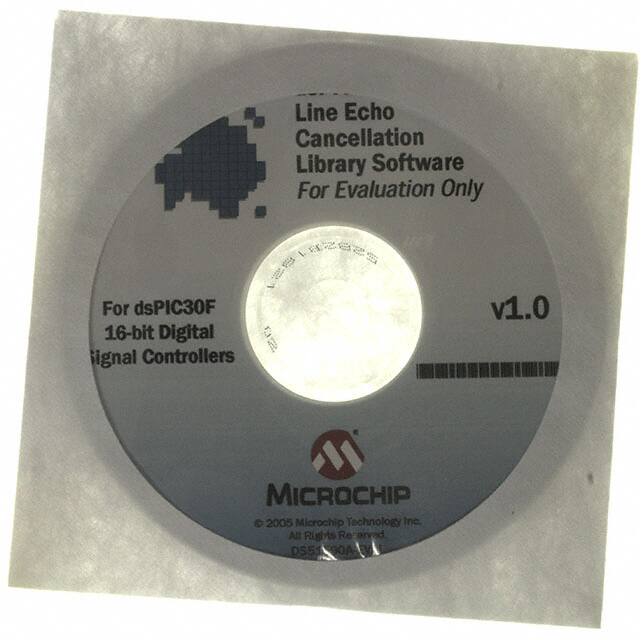 Line Echo
Cancellation
Library Software
For Evaluation Only
For dsPIC30F
16-bit Digital
Signal Controllers
v1.0
MICROCHIP
© 2005 Microchip Technology Inc.
All Rights Reserved.